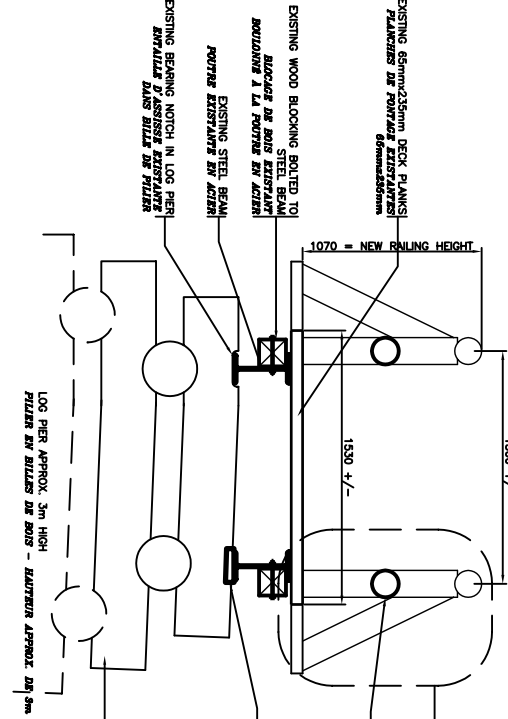 EXISTING 65mmx235mm DECK PLANKS
PLANCHES DE PONTAGE EXISTANTES
65mmx235mm
EXISTING WOOD BLOCKING BOLTED TO
STEEL BEAM
BLOCAGE DE BOIS EXISTANT
BOULONNÉ À LA POUTRE EN ACIER
EXISTING STEEL BEAM
POUTRE EXISTANTE EN ACIER
EXISTING BEARING NOTCH IN LOG PIER
ENTAILLE D'ASSISSE EXISTANTE
DANS BILLE DE PILIER
1070 = NEW RAILING HEIGHT
1530 +/-
LOG PIER APPROX. 3m HIGH
PILIER EN BILLES DE BOIS - HAUTEUR APPROX. DE 3m